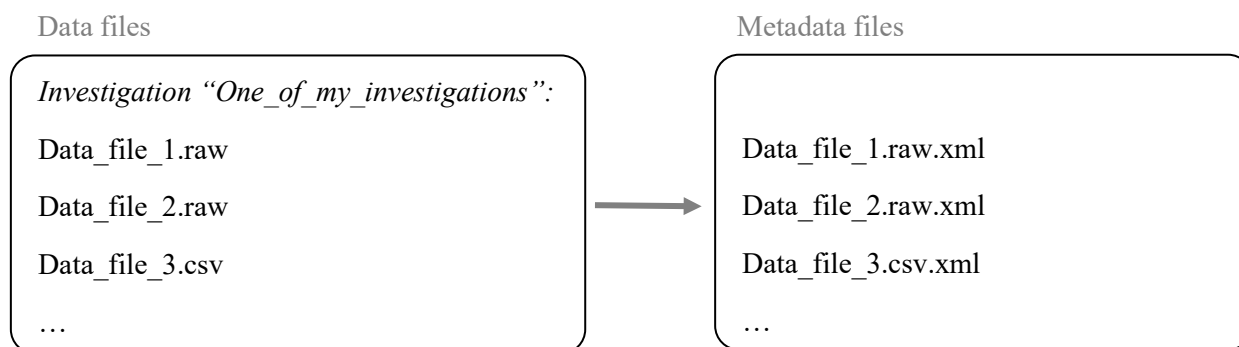 Data files
Investigation “One_of_my_investigations”:
Data_file_1.raw
Data_file_2.raw
Data_file_3.csv
…
Metadata files
Data_file_1.raw.xml
Data_file_2.raw.xml
Data_file_3.csv.xml
…